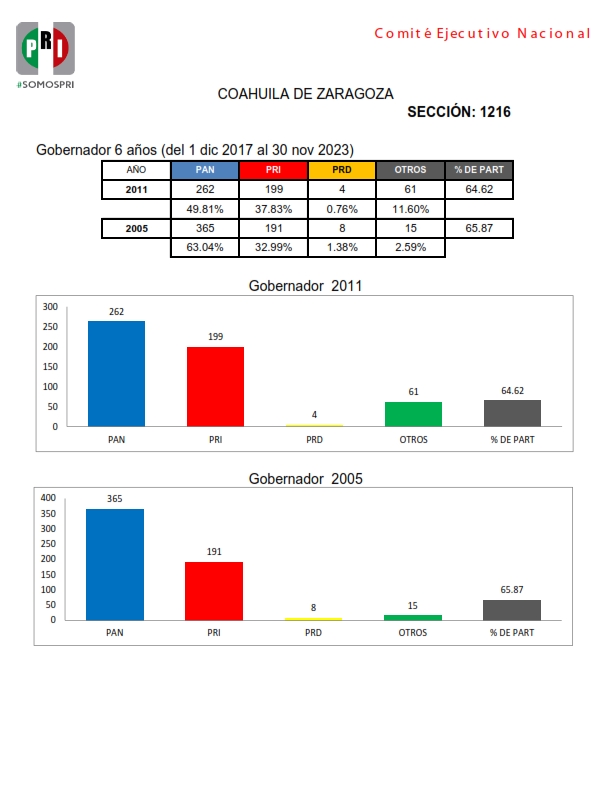 PRI
#SOMOSPRI
Comité Ejecutivo Nacional
COAHUILA DE ZARAGOZA
SECCIÓN: 1216
Gobernador 6 años (del 1 dic 2017 al 30 nov 2023)
AÑO PAN PRI PRD OTROS % DE PART
2011 262 199 4 61 64.62
49.81% 37.83% 0.76% 11.60%
2005 365 191 8 15 65.87
63.04% 32.99% 1.38% 2.59%
Gobernador 2011
300
250
200
150
100
50
0
262
199
4
61
64.62
PAN PRI PRD OTROS % DE PART
Gobernador 2005
400
350
300
250
200
150
100
50
0
365
191
8
15
65.87
PAN PRI PRD OTROS % DE PART